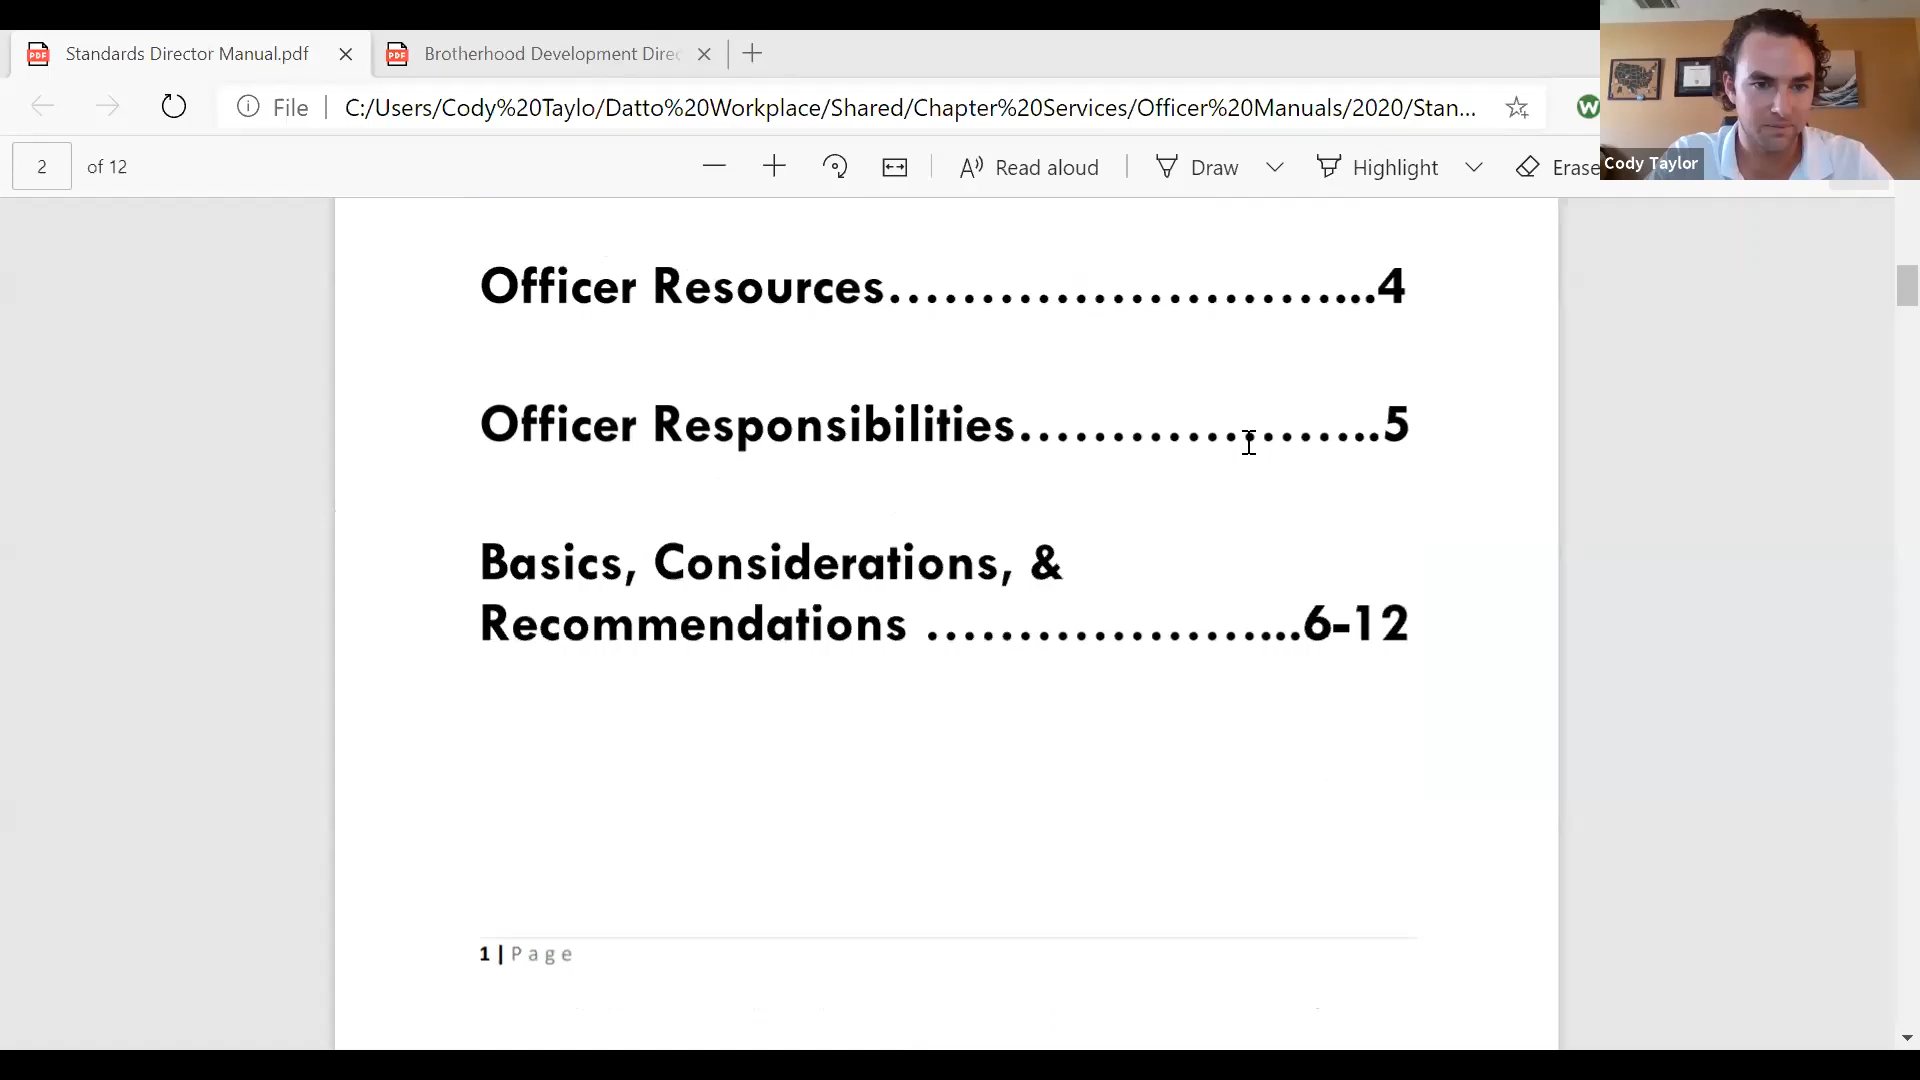 Standards Director Manual.pdf
Brotherhood Development Direc
File
C:/Users/Cody%20Taylo/Datto%20Workplace/Shared/Chapter%20Services/Officer%20Manuals/2020/Stan...
W
Cody Taylor
2 of 12
Read aloud
Draw
Highlight
Erase
Officer Resources………………………...4
Officer Responsibilities………………….5
Basics, Considerations, &
Recommendations …………………...6-12
1 | Page